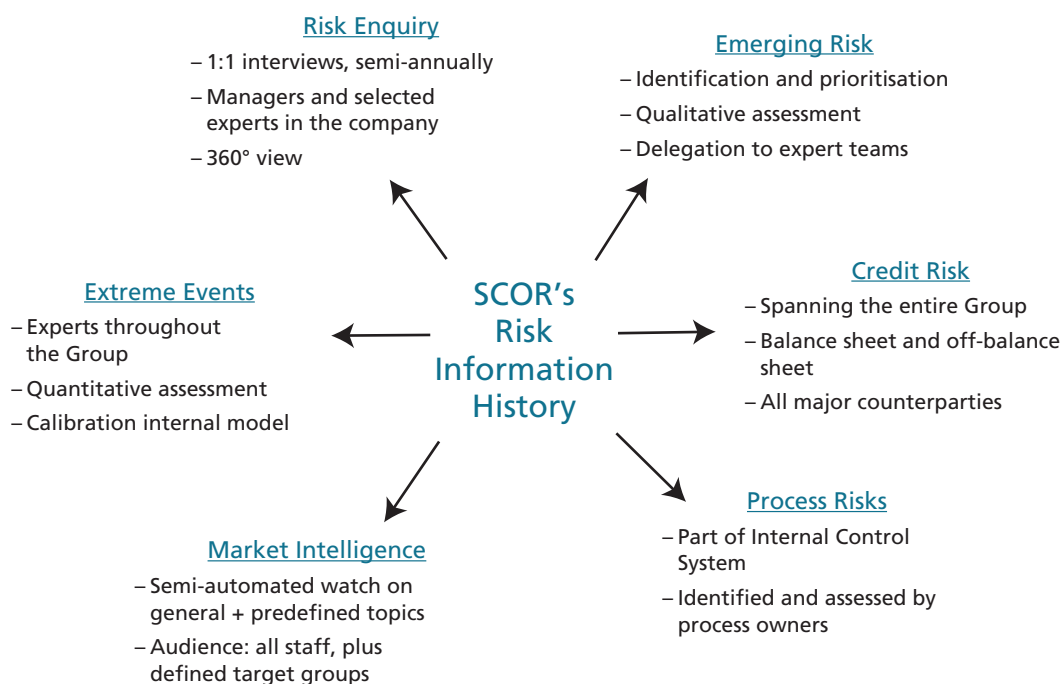 Risk Enquiry
– 1:1 interviews, semi-annually
– Managers and selected
experts in the company
– 360° view
Emerging Risk
– Identification and prioritisation
– Qualitative assessment
– Delegation to expert teams
Extreme Events
– Experts throughout
the Group
– Quantitative assessment
– Calibration internal model
SCOR's
Risk
Information
History
Credit Risk
– Spanning the entire Group
– Balance sheet and off-balance
sheet
– All major counterparties
Market Intelligence
– Semi-automated watch on
general + predefined topics
– Audience: all staff, plus
defined target groups
Process Risks
– Part of Internal Control
System
– Identified and assessed by
process owners